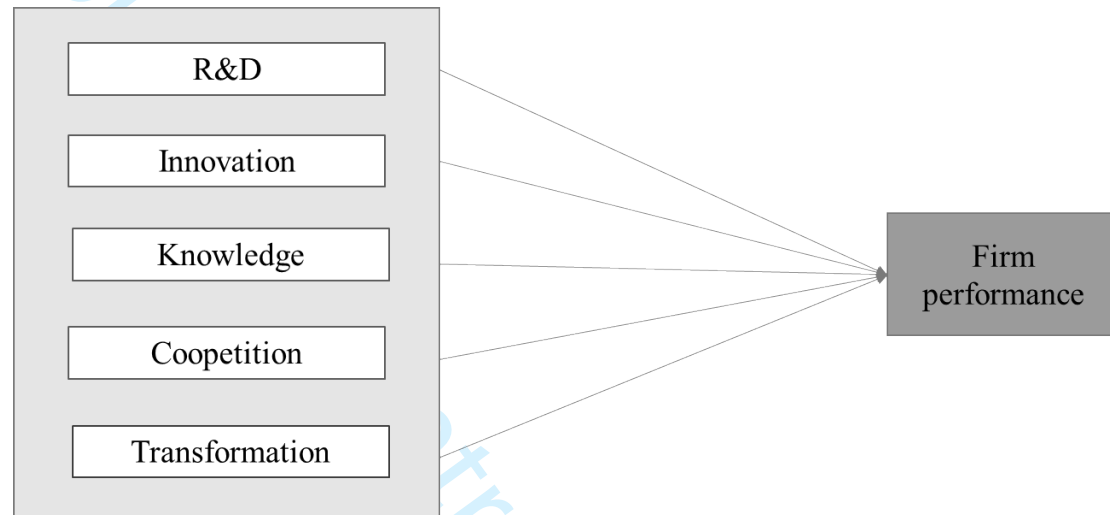 R&D
Innovation
Knowledge
Coopetition
Transformation
Firm
performance